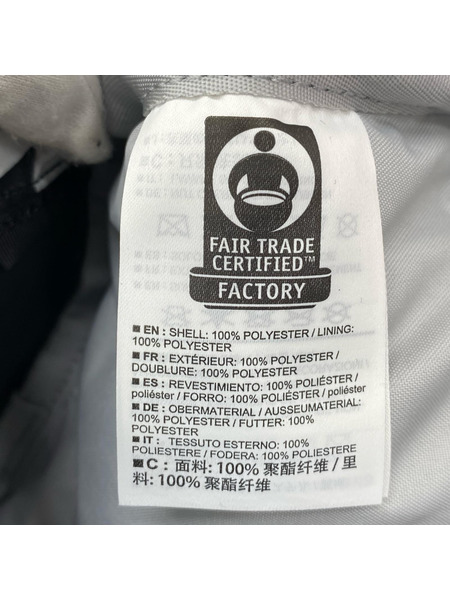 FAIR TRADE
CERTIFIED™
FACTORY
■ EN : SHELL: 100% POLYESTER / LINING:
100% POLYESTER
■ FR : EXTÉRIEUR: 100% POLYESTER /
DOUBLURE: 100% POLYESTER
■ ES : REVESTIMIENTO: 100% POLIÉSTER /
poliéster / FORRO: 100% POLIÉSTER / poliéster
■ DE : OBERMATERIAL / AUSSEUMATERIAL:
100% POLYESTER / FUTTER: 100%
POLYESTER
■ IT : TESSUTO ESTERNO: 100%
POLIESTERE / FODERA: 100% POLIESTERE
■ C : 面料: 100% 聚酯纤维 / 里
料: 100% 聚酯纤维